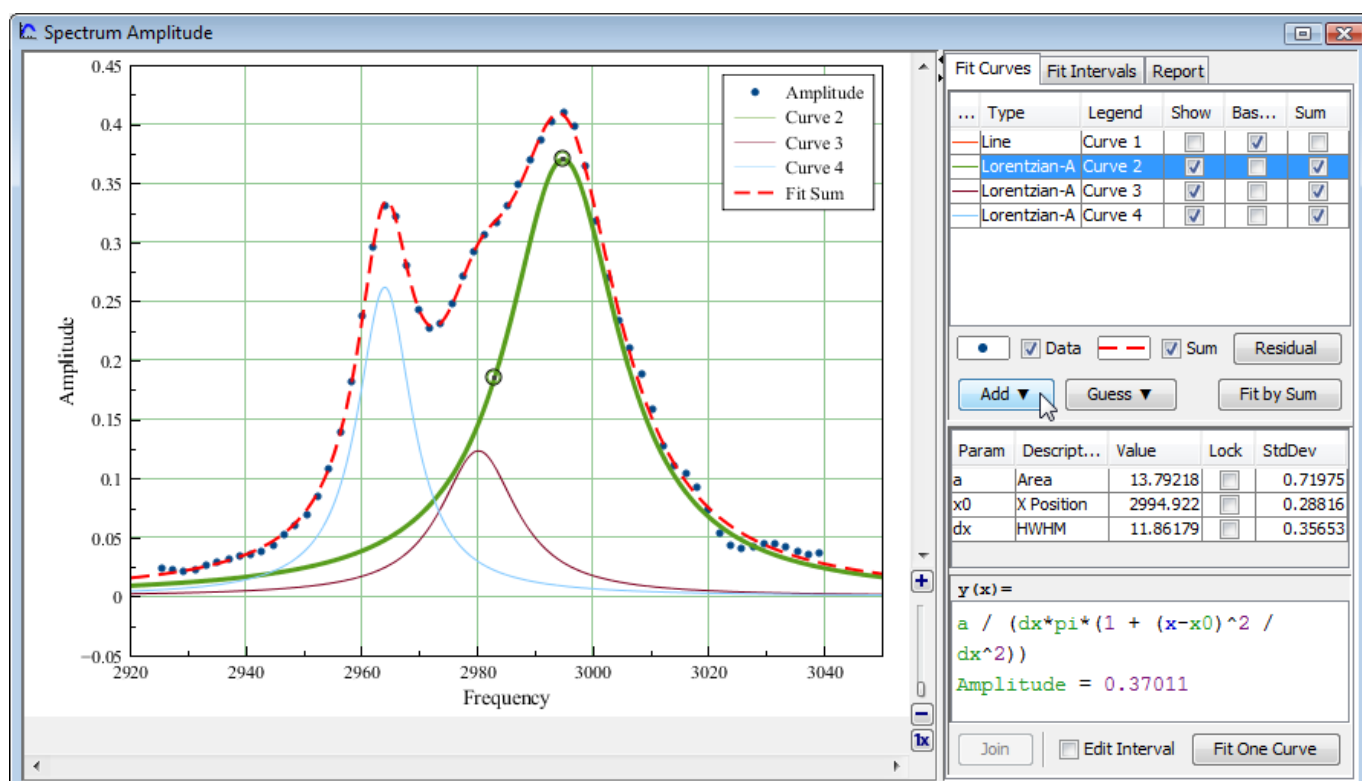 Spectrum Amplitude
0.45
0.4
0.35
0.3
0.25
0.2
0.15
0.1
0.05
0
−0.05
Amplitude
2920 2940 2960 2980 3000 3020 3040
Frequency
Amplitude
Curve 2
Curve 3
Curve 4
Fit Sum
Fit Curves Fit Intervals Report
... Type Legend Show Bas... Sum
Line Curve 1
Lorentzian-A Curve 2
Lorentzian-A Curve 3
Lorentzian-A Curve 4
Data Sum Residual
Add ▼ Guess ▼ Fit by Sum
Param Descript... Value Lock StdDev
a Area 13.79218 0.71975
x0 X Position 2994.922 0.28816
dx HWHM 11.86179 0.35653
y(x)=
a / (dx*pi*(1 + (x-x0)^2 /
dx^2))
Amplitude = 0.37011
Join Edit Interval Fit One Curve
1x